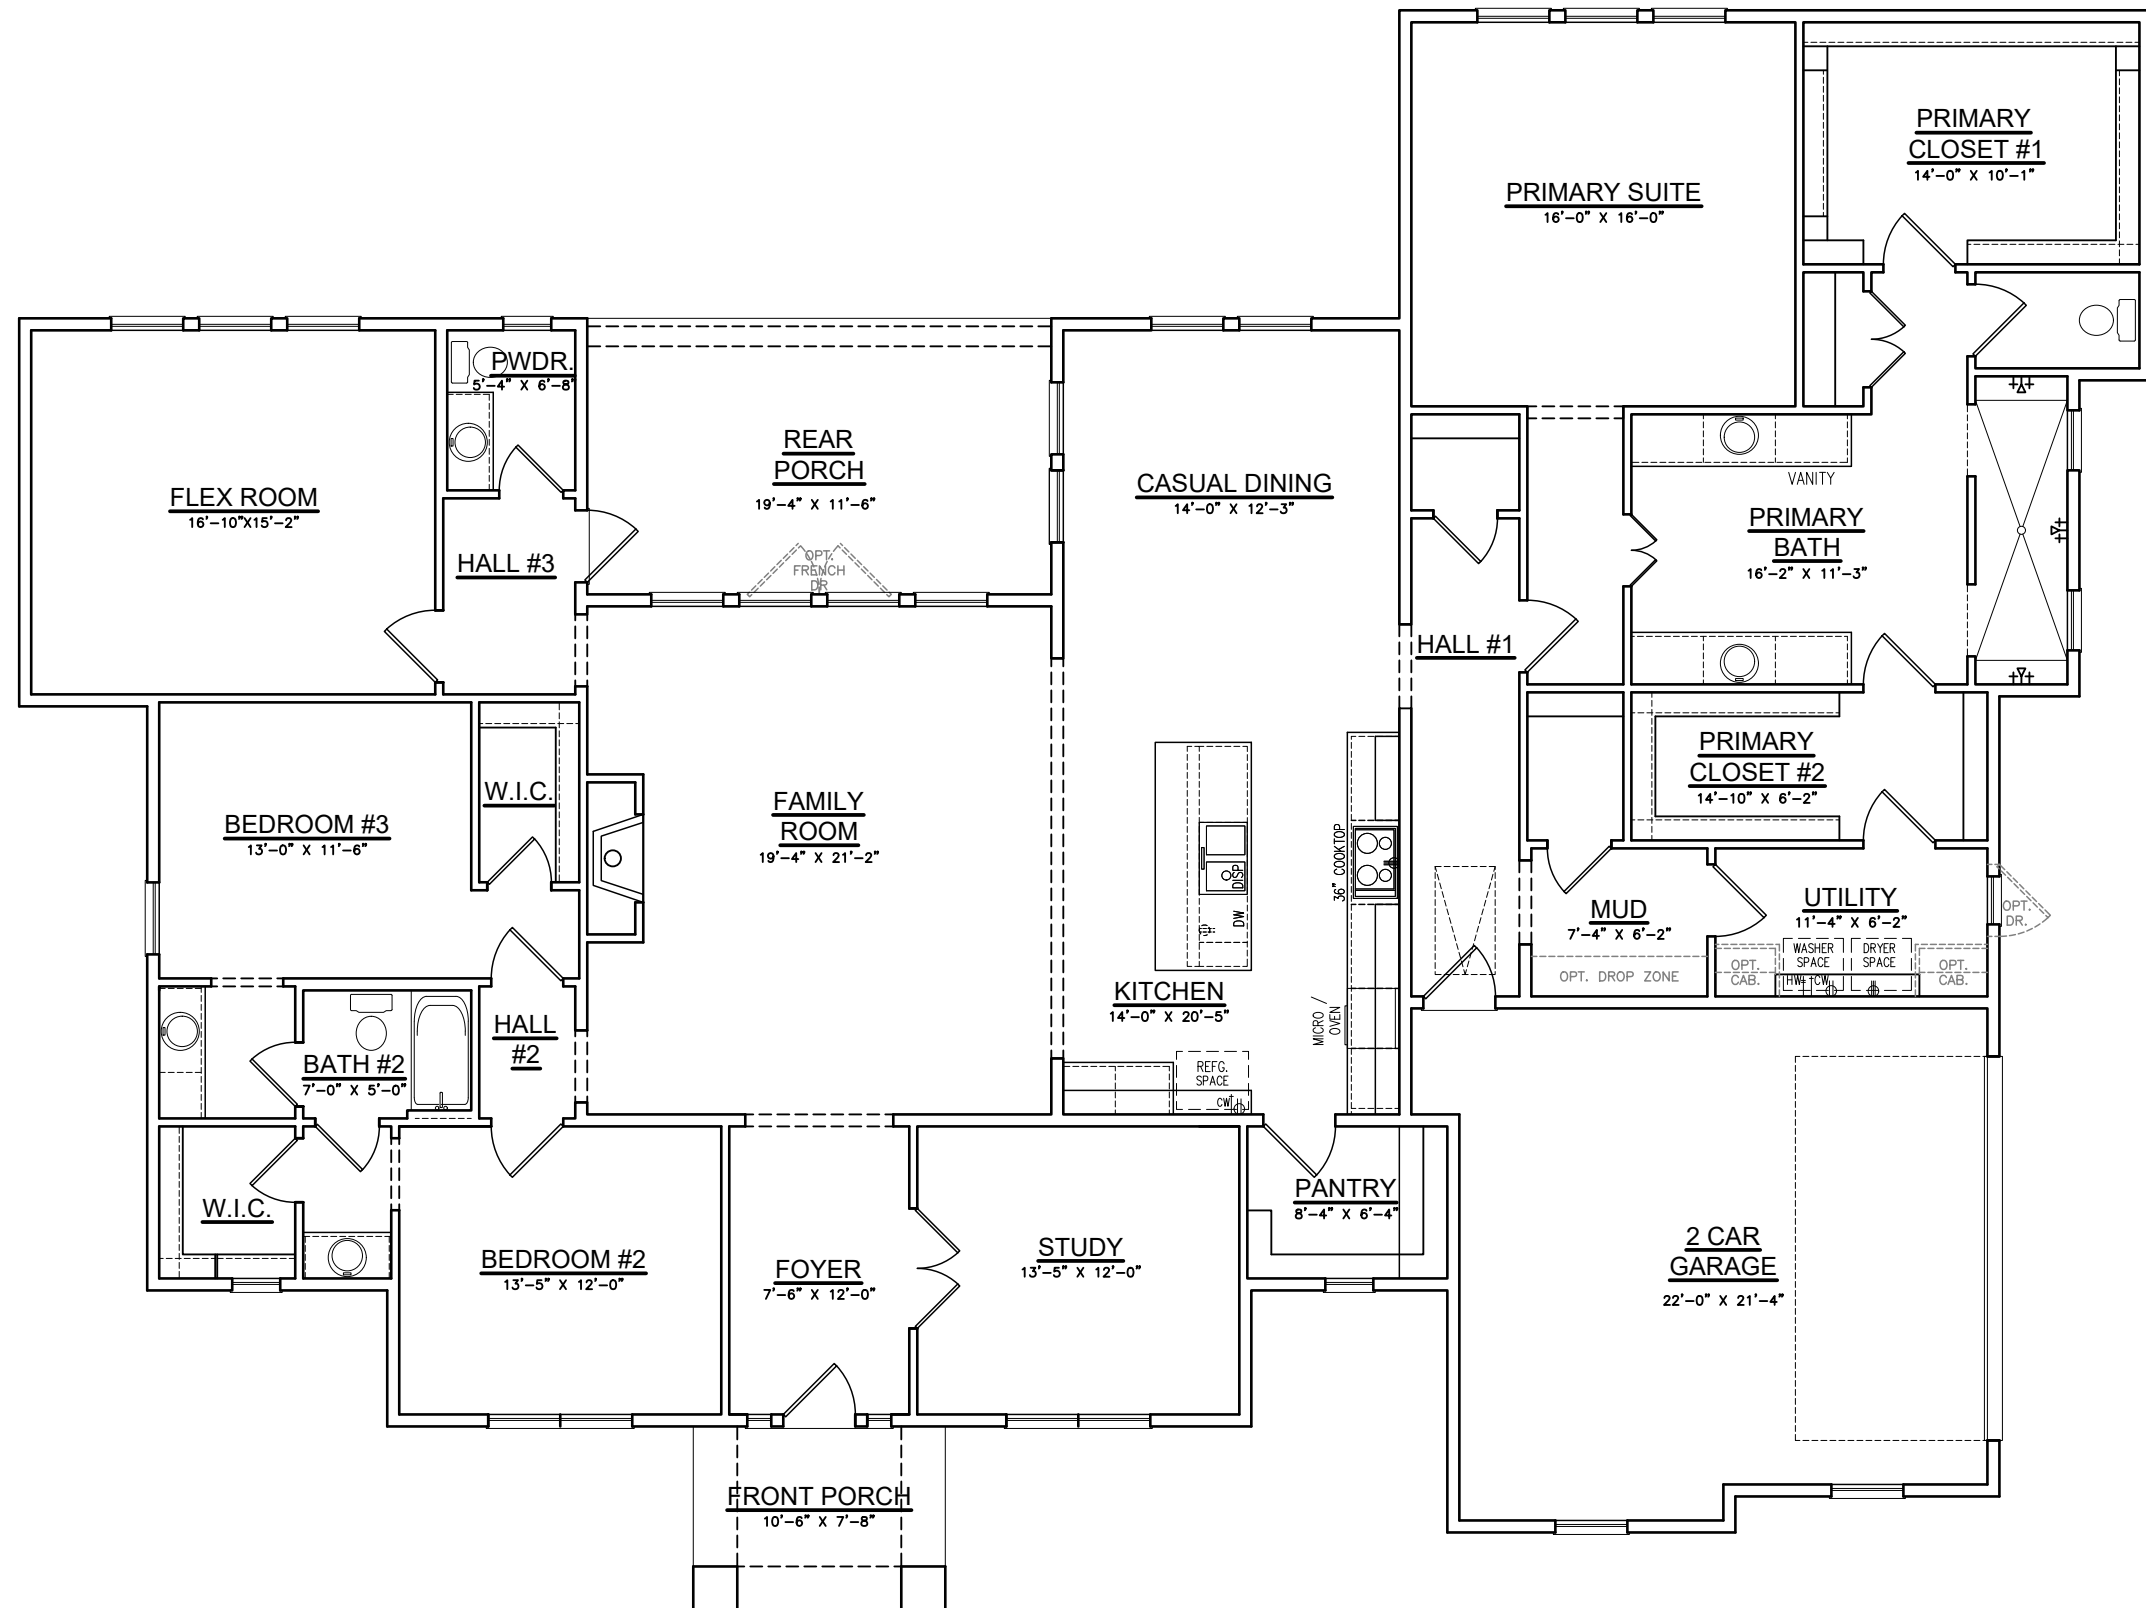 PRIMARY
CLOSET #1
14'-0" X 10'-1"
PRIMARY SUITE
16'-0" X 16'-0"
PWDR.
5'-4" X 6'-8"
REAR
PORCH
19'-4" X 11'-6"
OPT.
FRENCH
DR
CASUAL DINING
14'-0" X 12'-3"
FLEX ROOM
16'-10"X15'-2"
HALL #3
VANITY
PRIMARY
BATH
16'-2" X 11'-3"
HALL #1
PRIMARY
CLOSET #2
14'-10" X 6'-2"
W.I.C.
BEDROOM #3
13'-0" X 11'-6"
FAMILY
ROOM
19'-4" X 21'-2"
DISP
DW
36" COOKTOP
MUD
7'-4" X 6'-2"
OPT. DROP ZONE
UTILITY
11'-4" X 6'-2"
OPT.
DR.
WASHER
SPACE
DRYER
SPACE
OPT.
CAB.
HW
CW
OPT.
CAB.
KITCHEN
14'-0" X 20'-5"
MICRO /
OVEN
REFG.
SPACE
CW
HALL
#2
BATH #2
7'-0" X 5'-0"
W.I.C.
BEDROOM #2
13'-5" X 12'-0"
FOYER
7'-6" X 12'-0"
STUDY
13'-5" X 12'-0"
PANTRY
8'-4" X 6'-4"
2 CAR
GARAGE
22'-0" X 21'-4"
FRONT PORCH
10'-6" X 7'-8"